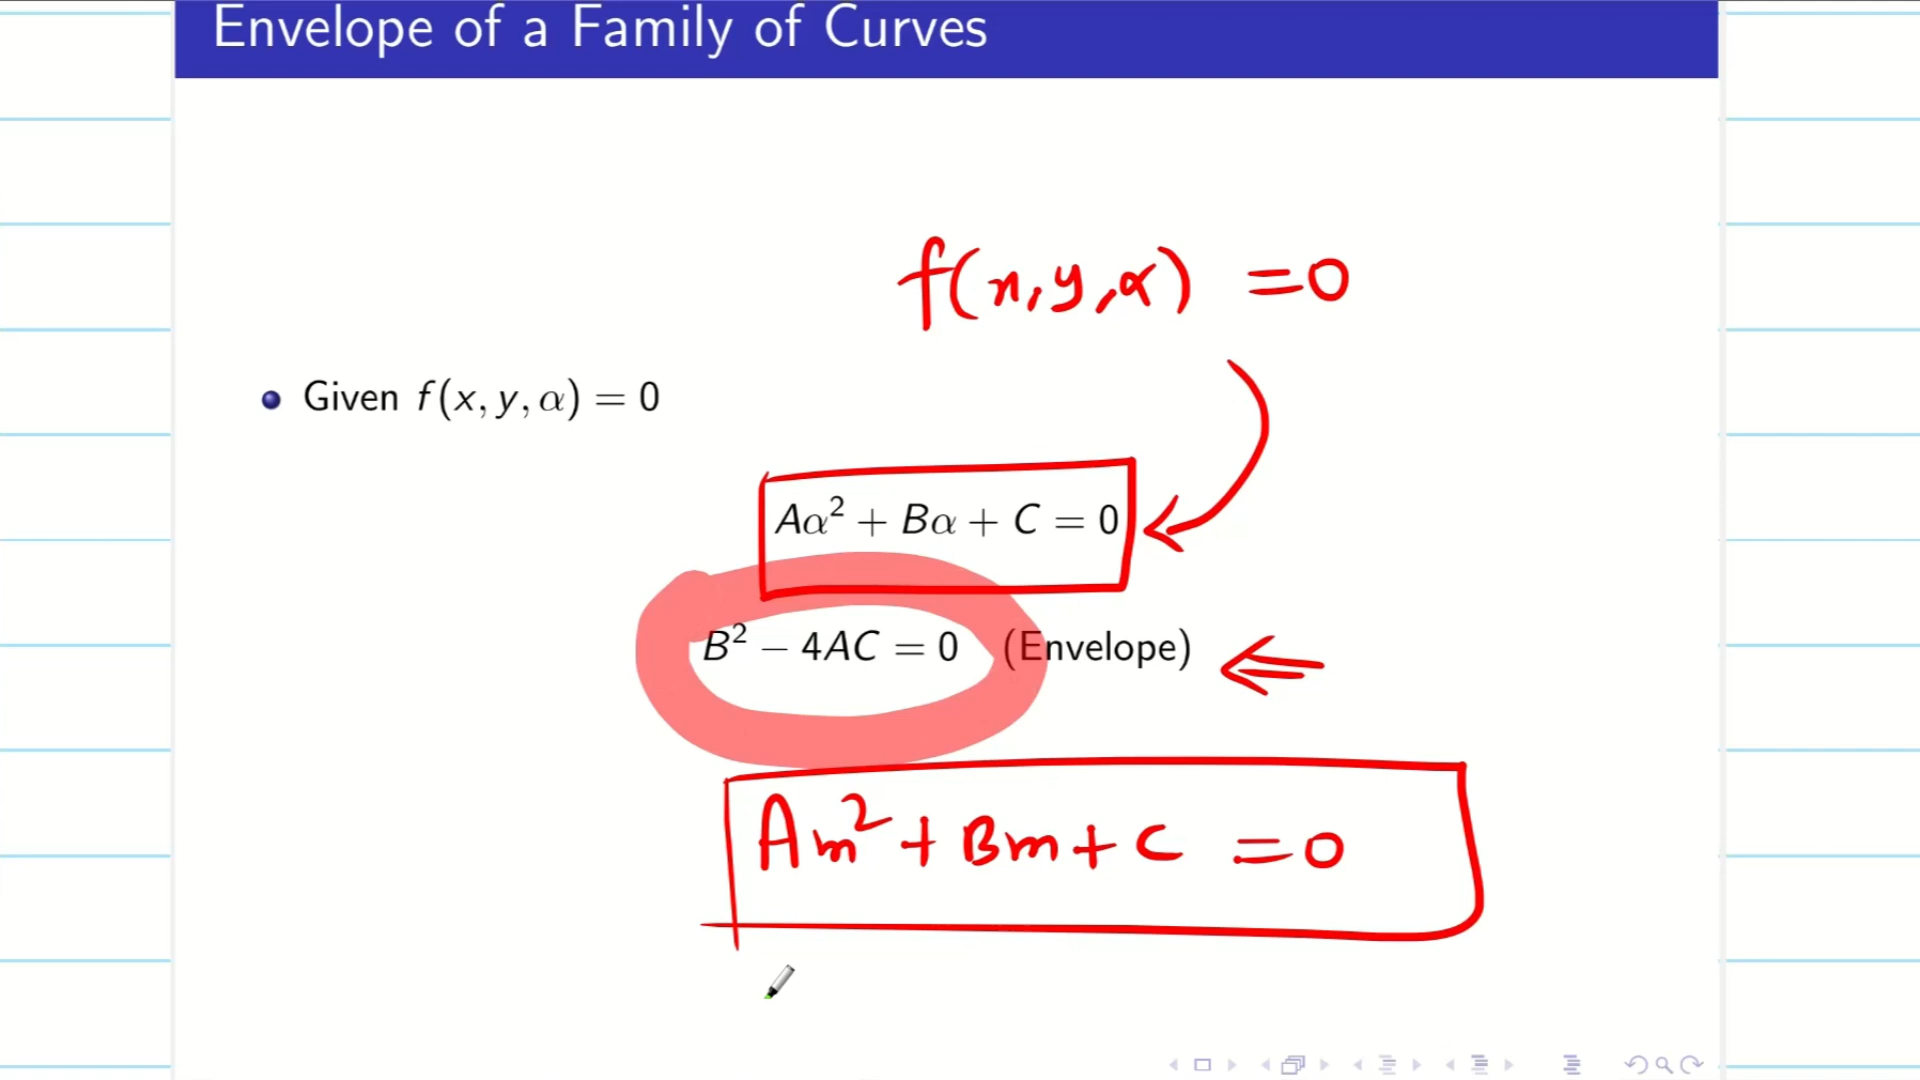 Envelope of a Family of Curves
f(x,y,α) =0
Given f(x, y, α) = 0
Aα² + Bα + C = 0
B² − 4AC = 0 (Envelope)
Am²+Bm+C =0